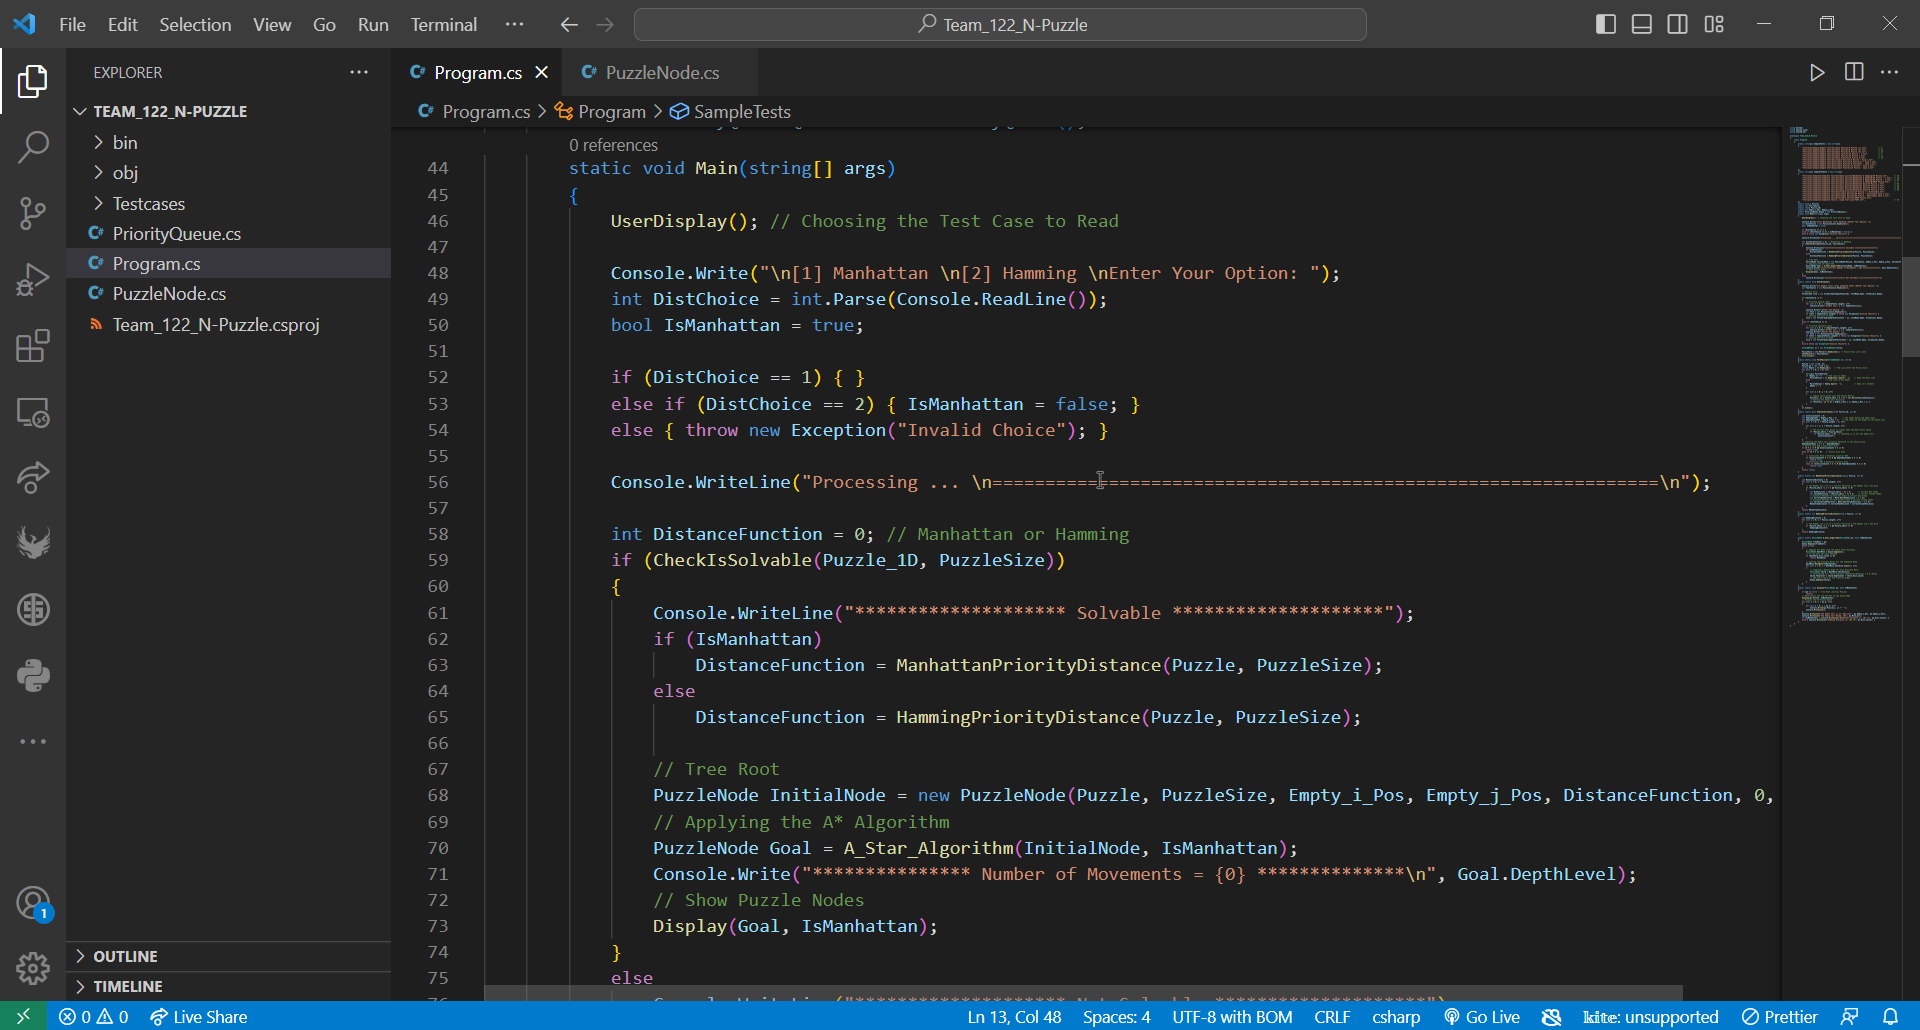 File Edit Selection View Go Run Terminal ··· Team_122_N-Puzzle
EXPLORER ···
TEAM_122_N-PUZZLE
bin
obj
Testcases
C# PriorityQueue.cs
C# Program.cs
C# PuzzleNode.cs
Team_122_N-Puzzle.csproj
OUTLINE
TIMELINE
1
C# Program.cs
C# PuzzleNode.cs
C# Program.cs > Program > SampleTests
0 references
44 static void Main(string[] args)
45 {
46 UserDisplay(); // Choosing the Test Case to Read
47
48 Console.Write("\n[1] Manhattan \n[2] Hamming \nEnter Your Option: ");
49 int DistChoice = int.Parse(Console.ReadLine());
50 bool IsManhattan = true;
51
52 if (DistChoice == 1) { }
53 else if (DistChoice == 2) { IsManhattan = false; }
54 else { throw new Exception("Invalid Choice"); }
55
56 Console.WriteLine("Processing ... \n===============================================================\n");
57
58 int DistanceFunction = 0; // Manhattan or Hamming
59 if (CheckIsSolvable(Puzzle_1D, PuzzleSize))
60 {
61 Console.WriteLine("******************** Solvable ********************");
62 if (IsManhattan)
63 DistanceFunction = ManhattanPriorityDistance(Puzzle, PuzzleSize);
64 else
65 DistanceFunction = HammingPriorityDistance(Puzzle, PuzzleSize);
66
67 // Tree Root
68 PuzzleNode InitialNode = new PuzzleNode(Puzzle, PuzzleSize, Empty_i_Pos, Empty_j_Pos, DistanceFunction, 0,
69 // Applying the A* Algorithm
70 PuzzleNode Goal = A_Star_Algorithm(InitialNode, IsManhattan);
71 Console.Write("*************** Number of Movements = {0} **************\n", Goal.DepthLevel);
72 // Show Puzzle Nodes
73 Display(Goal, IsManhattan);
74 }
75 else
0 0 Live Share Ln 13, Col 48 Spaces: 4 UTF-8 with BOM CRLF csharp Go Live kite: unsupported Prettier